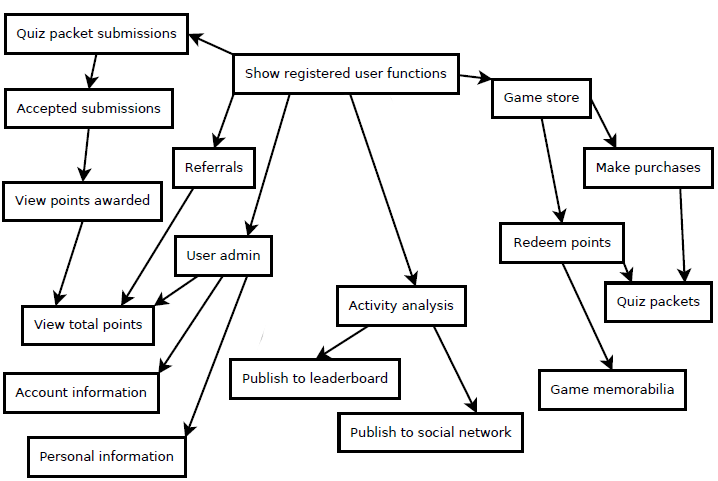 Quiz packet submissions
Show registered user functions
Game store
Accepted submissions
Referrals
Make purchases
View points awarded
User admin
Redeem points
Activity analysis
Quiz packets
View total points
Publish to leaderboard
Account information
Game memorabilia
Publish to social network
Personal information